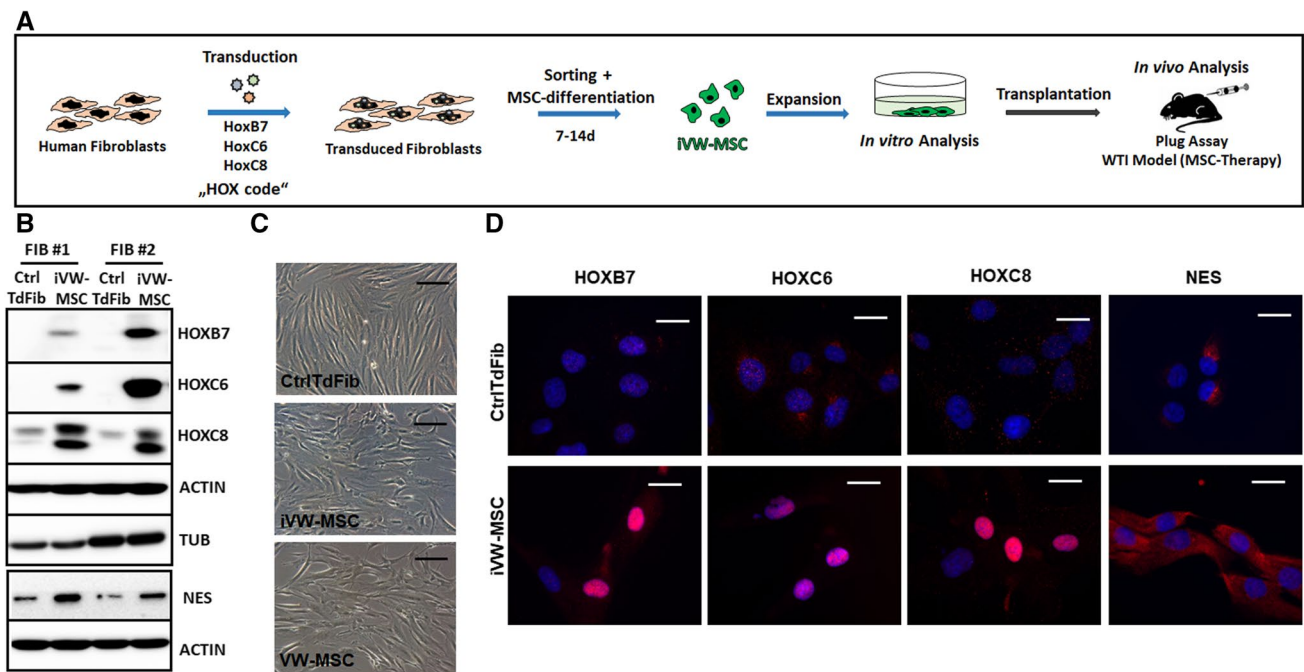 A
Transduction
HoxB7
HoxC6
HoxC8
„HOX code“
Human Fibroblasts
Transduced Fibroblasts
Sorting +
MSC-differentiation
7-14d
iVW-MSC
Expansion
In vitro Analysis
Transplantation
In vivo Analysis
Plug Assay
WTI Model (MSC-Therapy)
B
FIB #1 FIB #2
Ctrl iVW- Ctrl iVW-
TdFib MSC TdFib MSC
HOXB7
HOXC6
HOXC8
ACTIN
TUB
NES
ACTIN
C
CtrlTdFib
iVW-MSC
VW-MSC
D
HOXB7 HOXC6 HOXC8 NES
CtrlTdFib
iVW-MSC